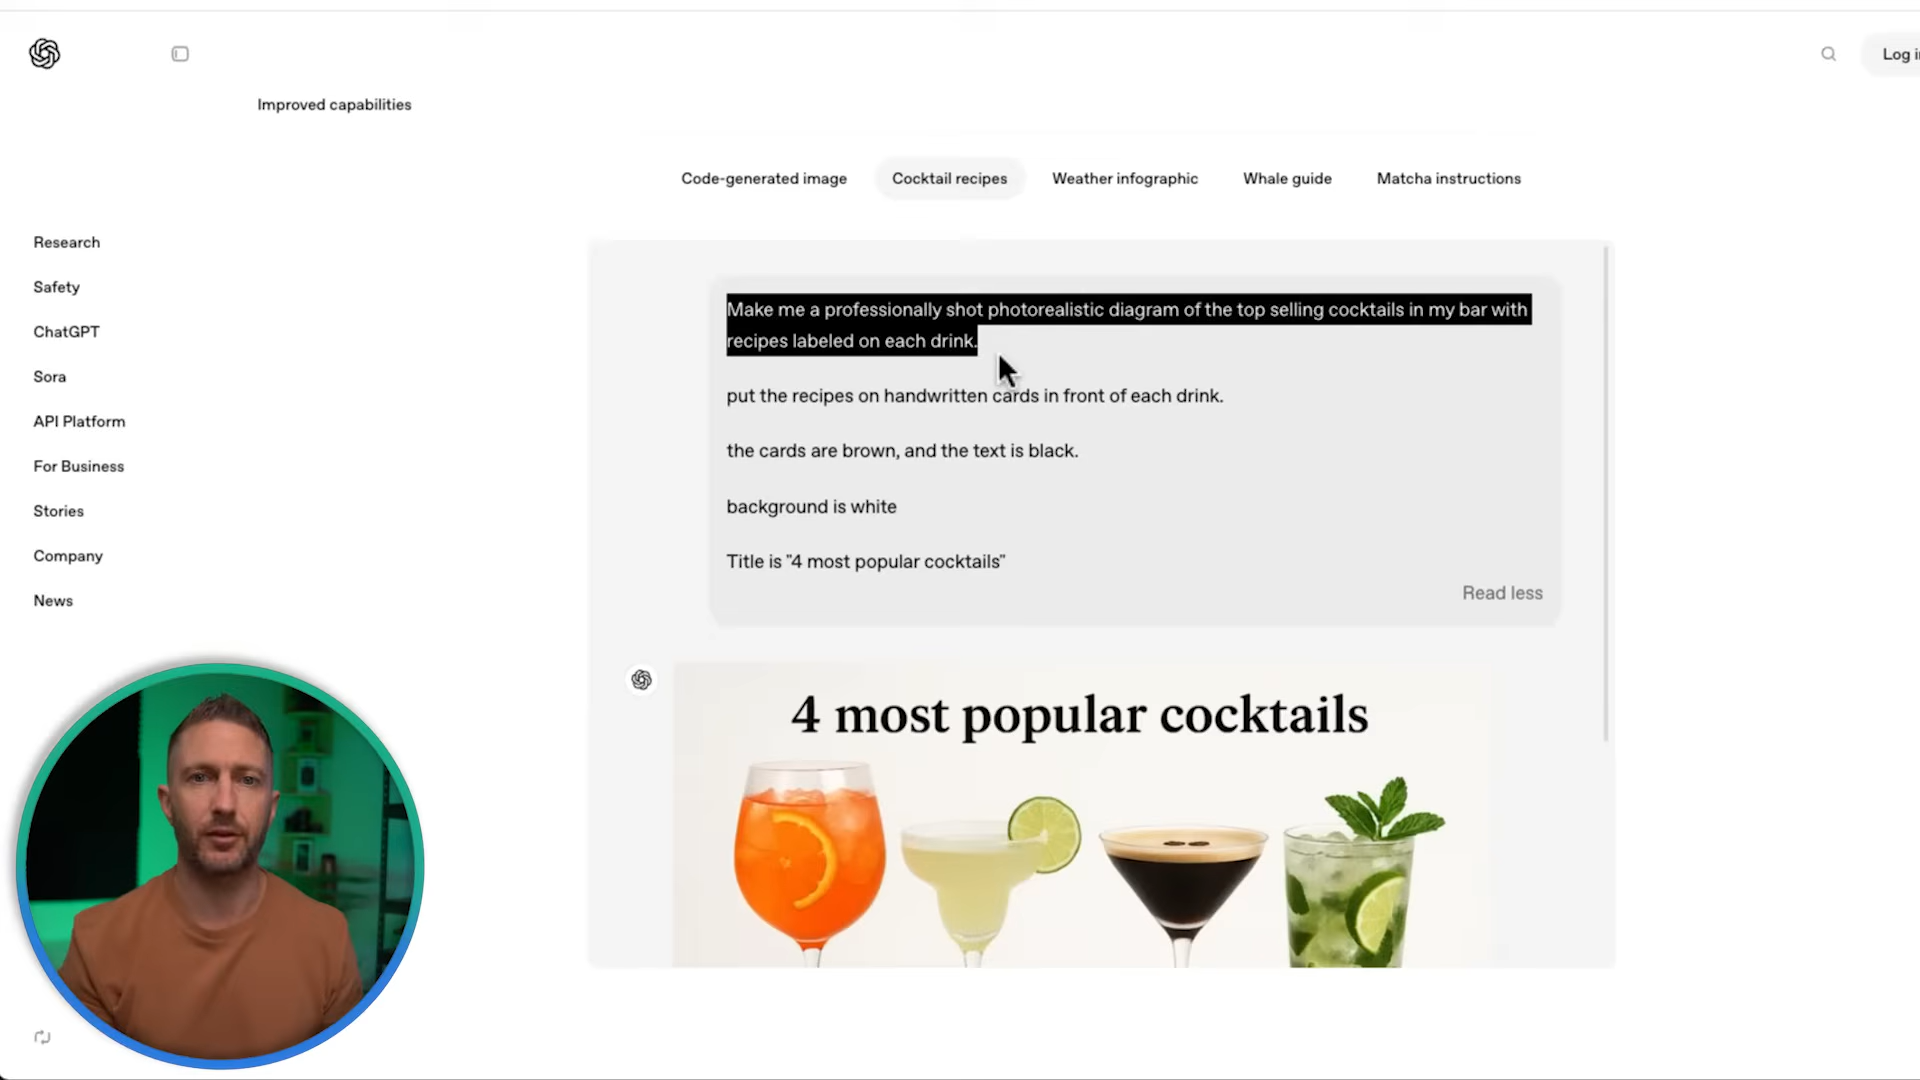 Log i
Improved capabilities
Code-generated image
Cocktail recipes
Weather infographic
Whale guide
Matcha instructions
Research
Safety
ChatGPT
Sora
API Platform
For Business
Stories
Company
News
Make me a professionally shot photorealistic diagram of the top selling cocktails in my bar with
recipes labeled on each drink.
put the recipes on handwritten cards in front of each drink.
the cards are brown, and the text is black.
background is white
Title is "4 most popular cocktails"
Read less
4 most popular cocktails